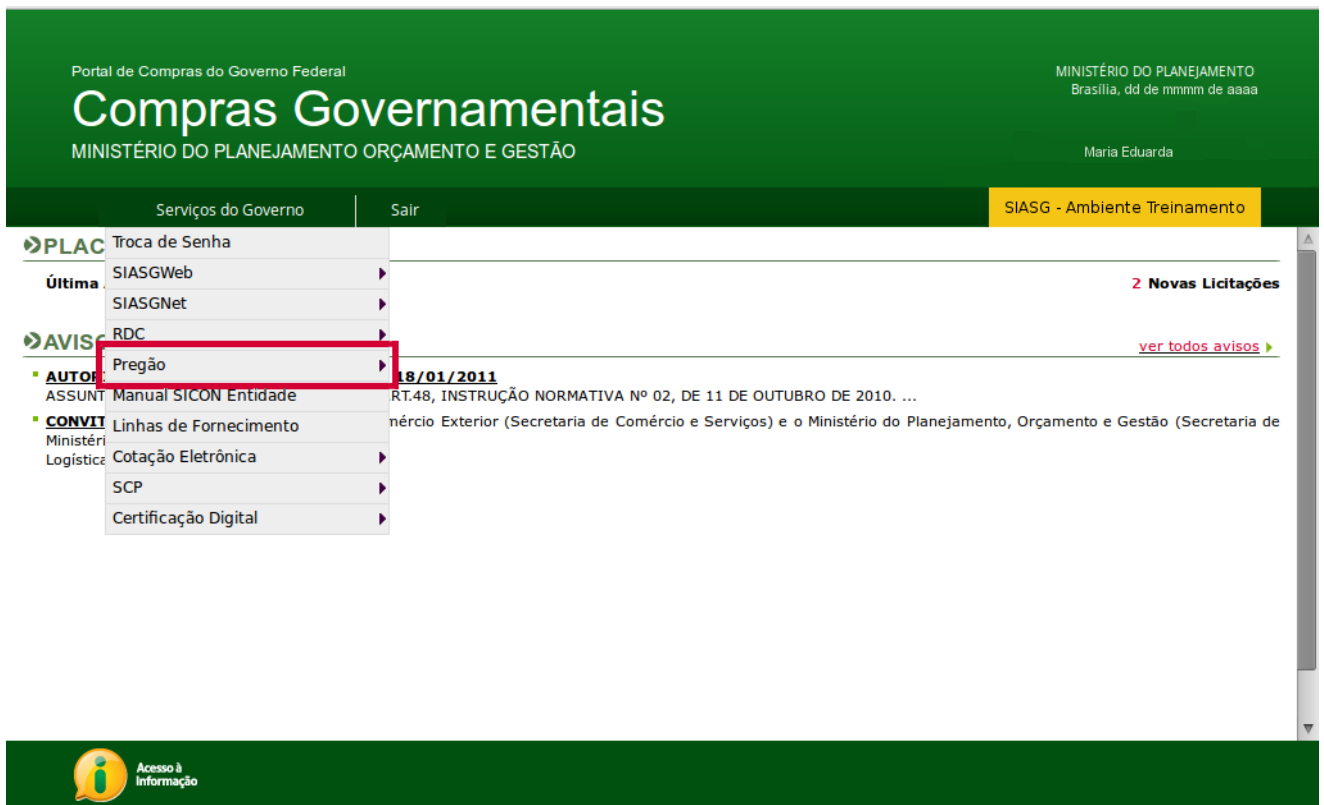 Portal de Compras do Governo Federal
Compras Governamentais
MINISTÉRIO DO PLANEJAMENTO ORÇAMENTO E GESTÃO
MINISTÉRIO DO PLANEJAMENTO
Brasília, dd de mmmm de aaaa
Maria Eduarda
Serviços do Governo
Sair
SIASG - Ambiente Treinamento
Troca de Senha
SIASGWeb
SIASGNet
RDC
Pregão
Manual SICON Entidade
Linhas de Fornecimento
Cotação Eletrônica
SCP
Certificação Digital
PLAC
Última
2 Novas Licitações
AVISO
ver todos avisos
AUTOR 18/01/2011
ASSUNT RT.48, INSTRUÇÃO NORMATIVA Nº 02, DE 11 DE OUTUBRO DE 2010. ...
CONVIT mércio Exterior (Secretaria de Comércio e Serviços) e o Ministério do Planejamento, Orçamento e Gestão (Secretaria de
Ministéri
Logística
Acesso à
Informação